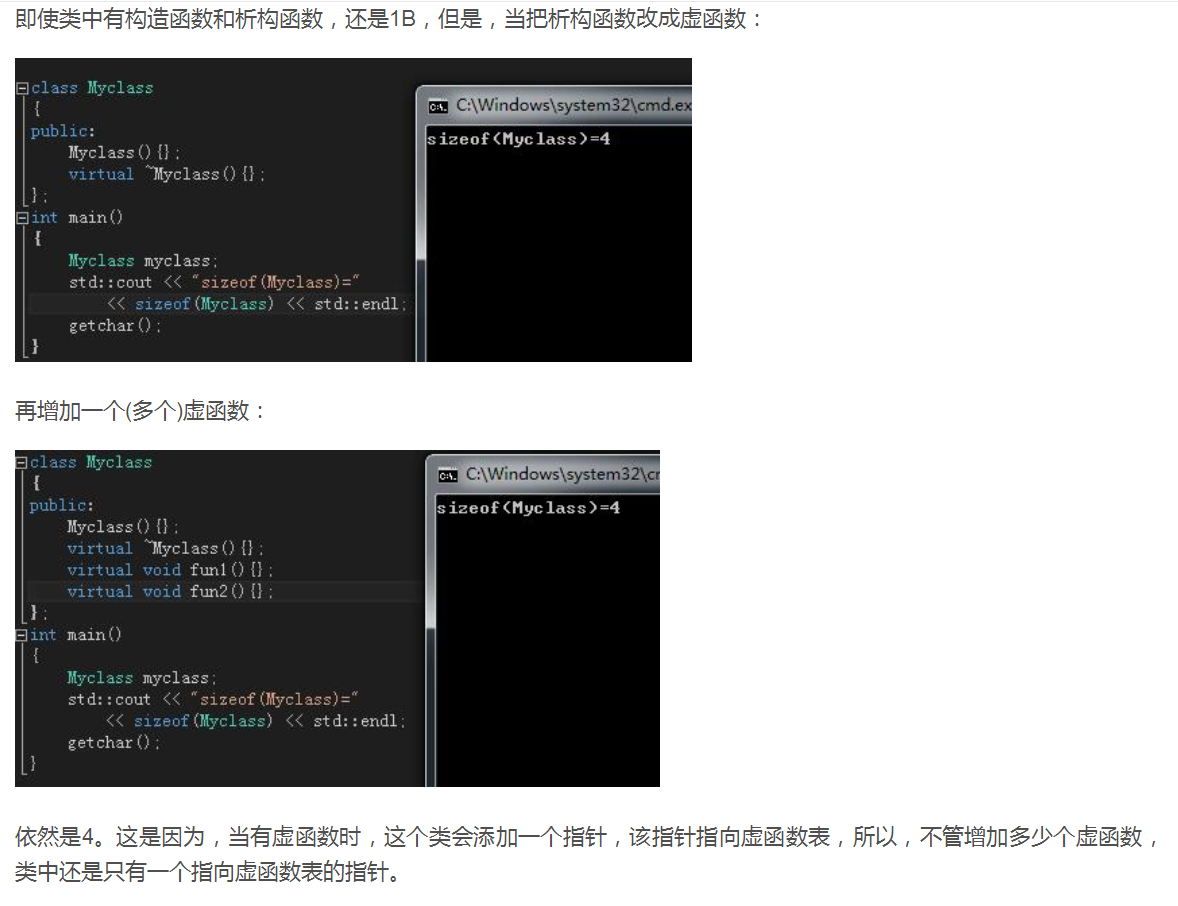 即使类中有构造函数和析构函数，还是1B，但是，当把析构函数改成虚函数：
class Myclass
{
public:
Myclass(){};
virtual ~Myclass(){};
};
int main()
{
Myclass myclass;
std::cout << "sizeof(Myclass)="
<< sizeof(Myclass) << std::endl;
getchar();
}
C:\Windows\system32\cmd.ex
sizeof(Myclass)=4
再增加一个(多个)虚函数：
class Myclass
{
public:
Myclass(){};
virtual ~Myclass(){};
virtual void fun1(){};
virtual void fun2(){};
};
int main()
{
Myclass myclass;
std::cout << "sizeof(Myclass)="
<< sizeof(Myclass) << std::endl;
getchar();
}
C:\Windows\system32\cr
sizeof(Myclass)=4
依然是4。这是因为，当有虚函数时，这个类会添加一个指针，该指针指向虚函数表，所以，不管增加多少个虚函数，
类中还是只有一个指向虚函数表的指针。